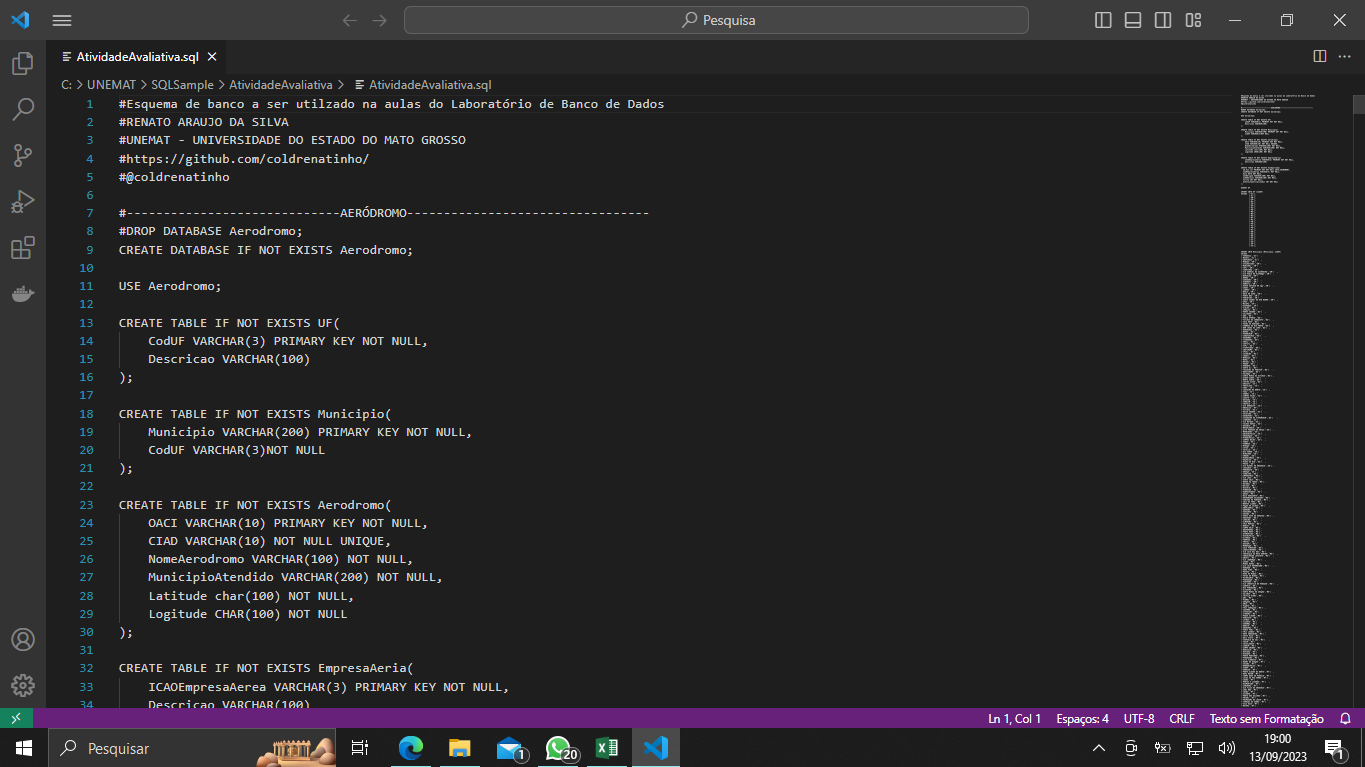 Pesquisa
AtividadeAvaliativa.sql
C: > UNEMAT > SQLSample > AtividadeAvaliativa > AtividadeAvaliativa.sql
1 #Esquema de banco a ser utilzado na aulas do Laboratório de Banco de Dados
2 #RENATO ARAUJO DA SILVA
3 #UNEMAT - UNIVERSIDADE DO ESTADO DO MATO GROSSO
4 #https://github.com/coldrenatinho/
5 #@coldrenatinho
6
7 #-----------------------------AERÓDROMO---------------------------------
8 #DROP DATABASE Aerodromo;
9 CREATE DATABASE IF NOT EXISTS Aerodromo;
10
11 USE Aerodromo;
12
13 CREATE TABLE IF NOT EXISTS UF(
14 CodUF VARCHAR(3) PRIMARY KEY NOT NULL,
15 Descricao VARCHAR(100)
16 );
17
18 CREATE TABLE IF NOT EXISTS Municipio(
19 Municipio VARCHAR(200) PRIMARY KEY NOT NULL,
20 CodUF VARCHAR(3)NOT NULL
21 );
22
23 CREATE TABLE IF NOT EXISTS Aerodromo(
24 OACI VARCHAR(10) PRIMARY KEY NOT NULL,
25 CIAD VARCHAR(10) NOT NULL UNIQUE,
26 NomeAerodromo VARCHAR(100) NOT NULL,
27 MunicipioAtendido VARCHAR(200) NOT NULL,
28 Latitude char(100) NOT NULL,
29 Logitude CHAR(100) NOT NULL
30 );
31
32 CREATE TABLE IF NOT EXISTS EmpresaAeria(
33 ICAOEmpresaAerea VARCHAR(3) PRIMARY KEY NOT NULL,
34 Descricao VARCHAR(100)
Ln 1, Col 1 Espaços: 4 UTF-8 CRLF Texto sem Formatação
Pesquisar
1
20
19:00
13/09/2023
1